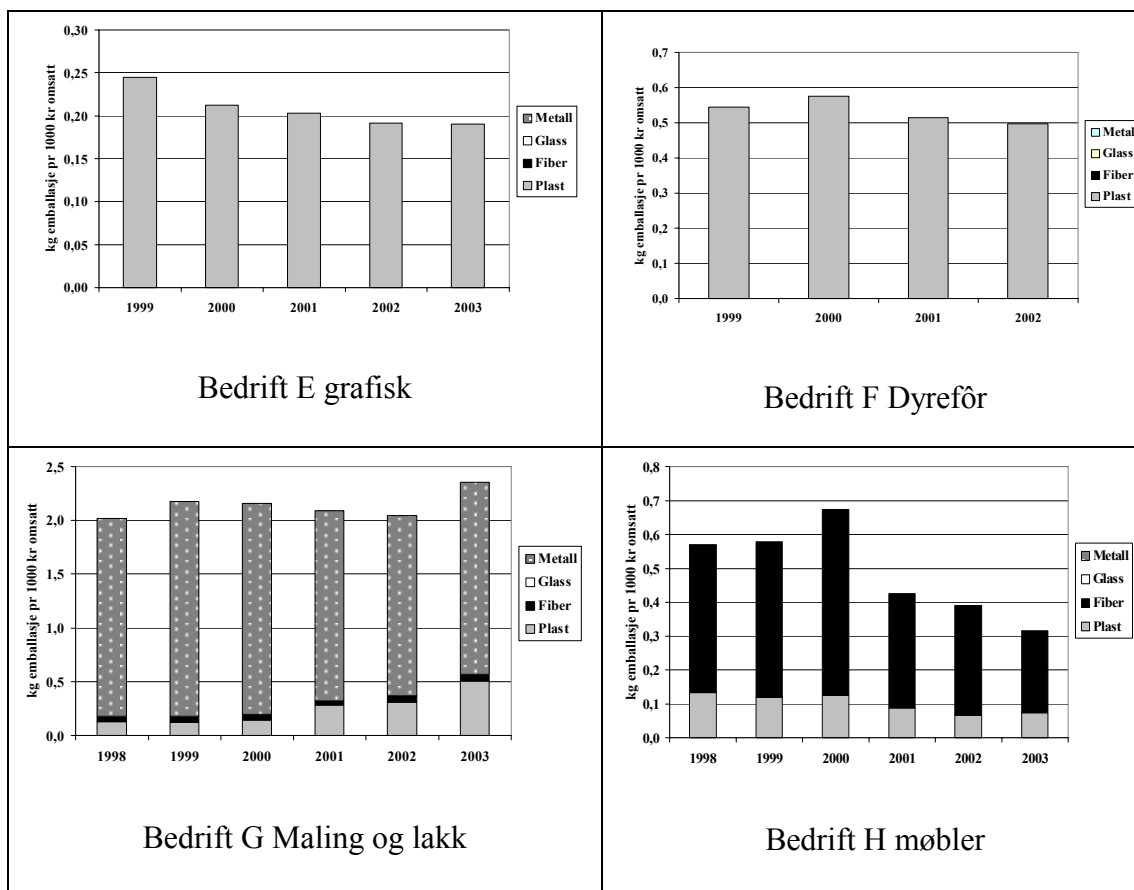 kg emballasje pr 1000 kr omsatt
0,30
0,25
0,20
0,15
0,10
0,05
0,00
1999 2000 2001 2002 2003
Metall
Glass
Fiber
Plast
Bedrift E grafisk
kg emballasje pr 1000 kr omsatt
0,7
0,6
0,5
0,4
0,3
0,2
0,1
0,0
1999 2000 2001 2002
Metall
Glass
Fiber
Plast
Bedrift F Dyrefôr
kg emballasje pr 1000 kr omsatt
2,5
2,0
1,5
1,0
0,5
0,0
1998 1999 2000 2001 2002 2003
Metall
Glass
Fiber
Plast
Bedrift G Maling og lakk
kg emballasje pr 1000 kr omsatt
0,8
0,7
0,6
0,5
0,4
0,3
0,2
0,1
0,0
1998 1999 2000 2001 2002 2003
Metall
Glass
Fiber
Plast
Bedrift H møbler